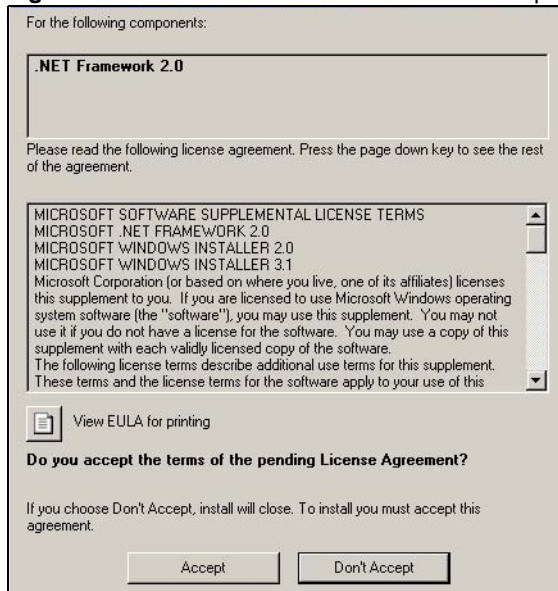 For the following components:
.NET Framework 2.0
Please read the following license agreement. Press the page down key to see the rest
of the agreement.
MICROSOFT SOFTWARE SUPPLEMENTAL LICENSE TERMS
MICROSOFT .NET FRAMEWORK 2.0
MICROSOFT WINDOWS INSTALLER 2.0
MICROSOFT WINDOWS INSTALLER 3.1
Microsoft Corporation (or based on where you live, one of its affiliates) licenses
this supplement to you.  If you are licensed to use Microsoft Windows operating
system software (the "software"), you may use this supplement.  You may not
use it if you do not have a license for the software.  You may use a copy of this
supplement with each validly licensed copy of the software.
The following license terms describe additional use terms for this supplement.
These terms and the license terms for the software apply to your use of this
View EULA for printing
Do you accept the terms of the pending License Agreement?
If you choose Don't Accept, install will close. To install you must accept this
agreement.
Accept
Don't Accept